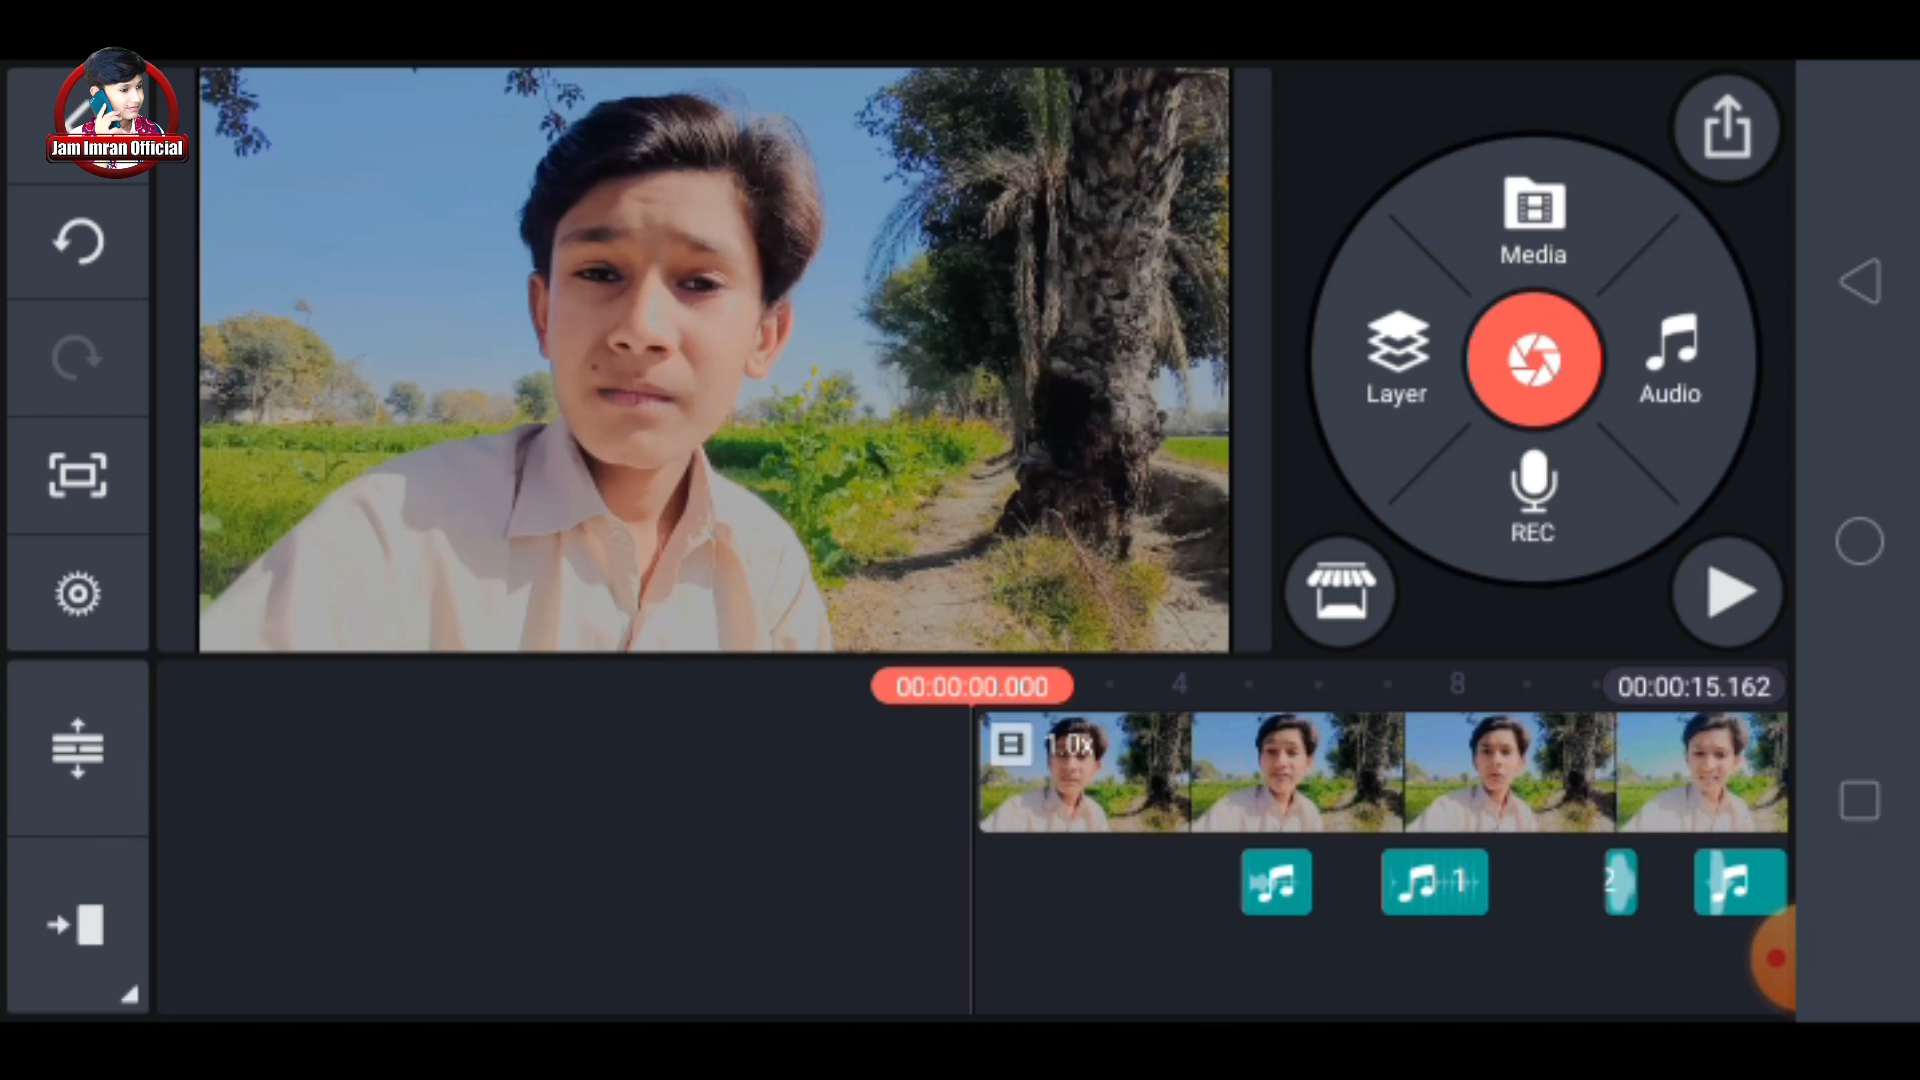 Jam Imran Official
Media
Layer
Audio
REC
00:00:00.000
4
8
00:00:15.162
1.0x
1
2